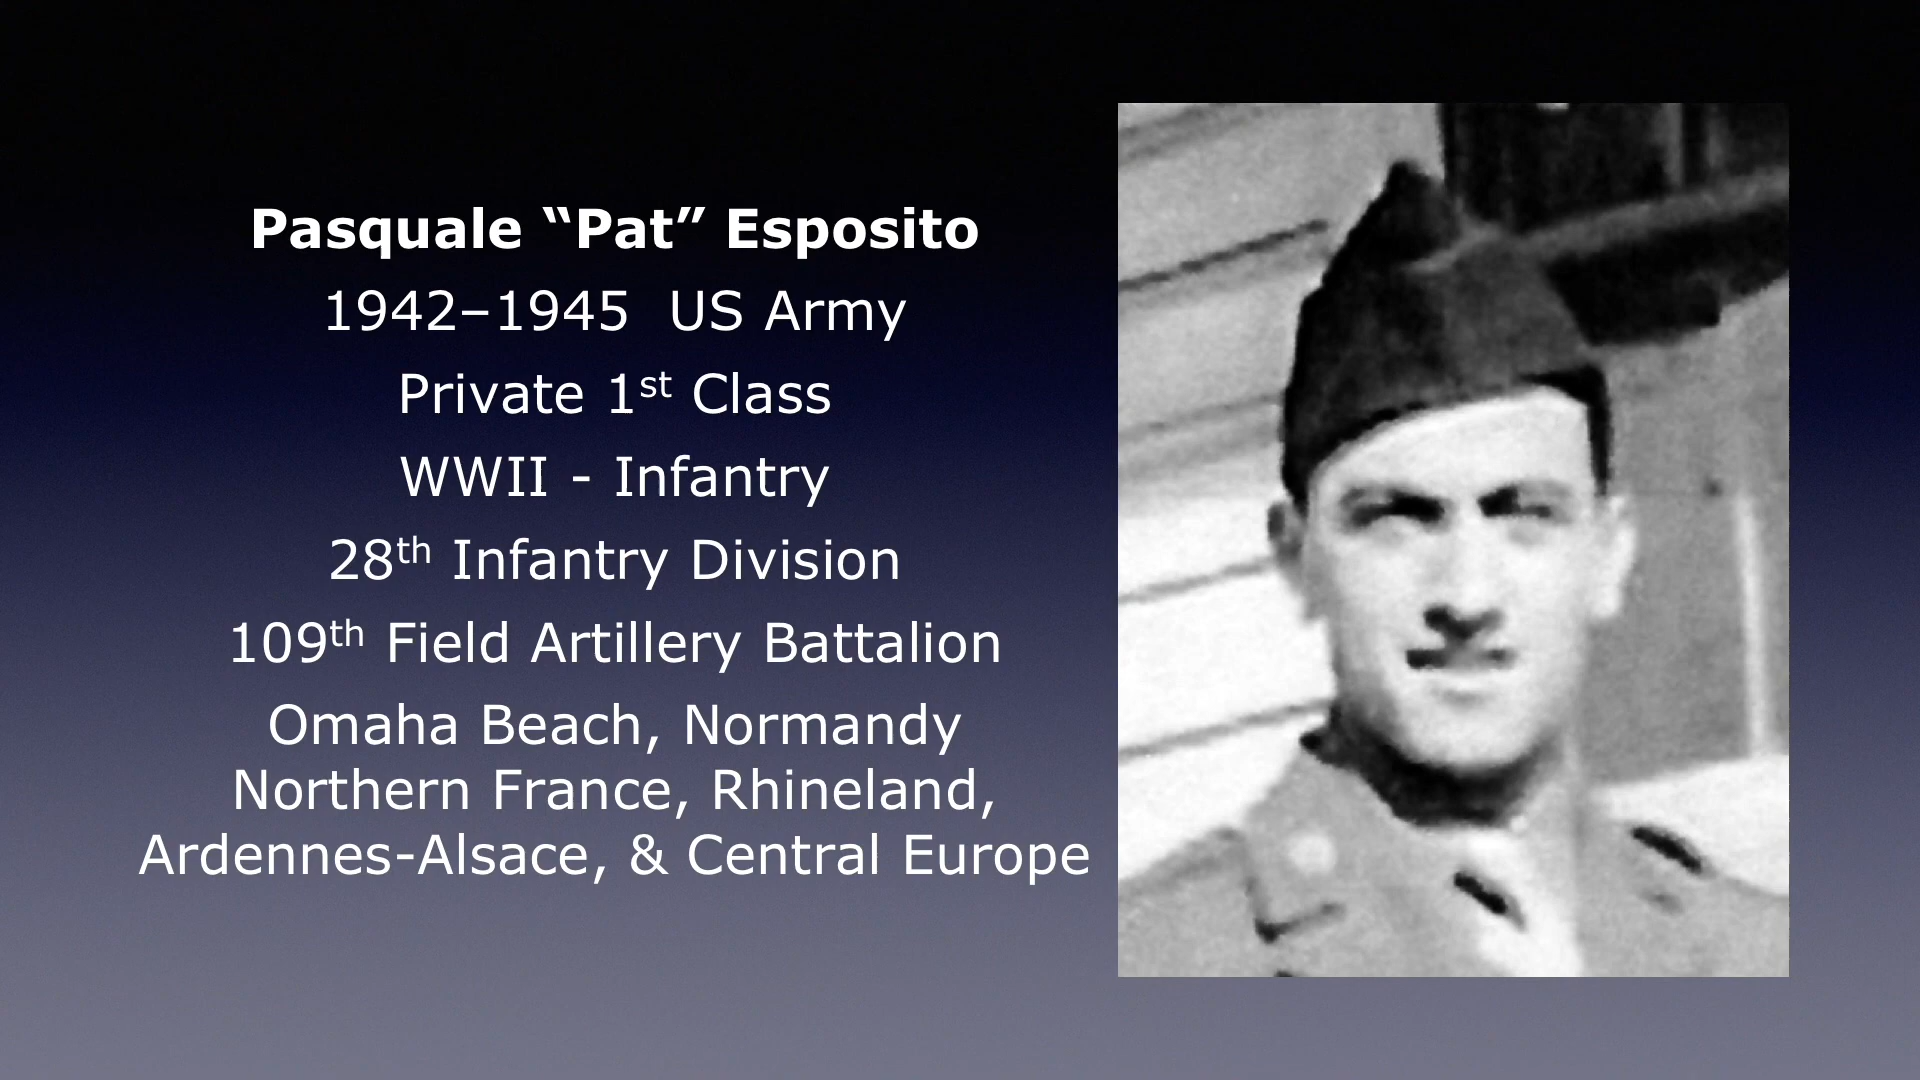 Pasquale “Pat” Esposito
1942–1945  US Army
Private 1st Class
WWII - Infantry
28th Infantry Division
109th Field Artillery Battalion
Omaha Beach, Normandy
Northern France, Rhineland,
Ardennes-Alsace, & Central Europe